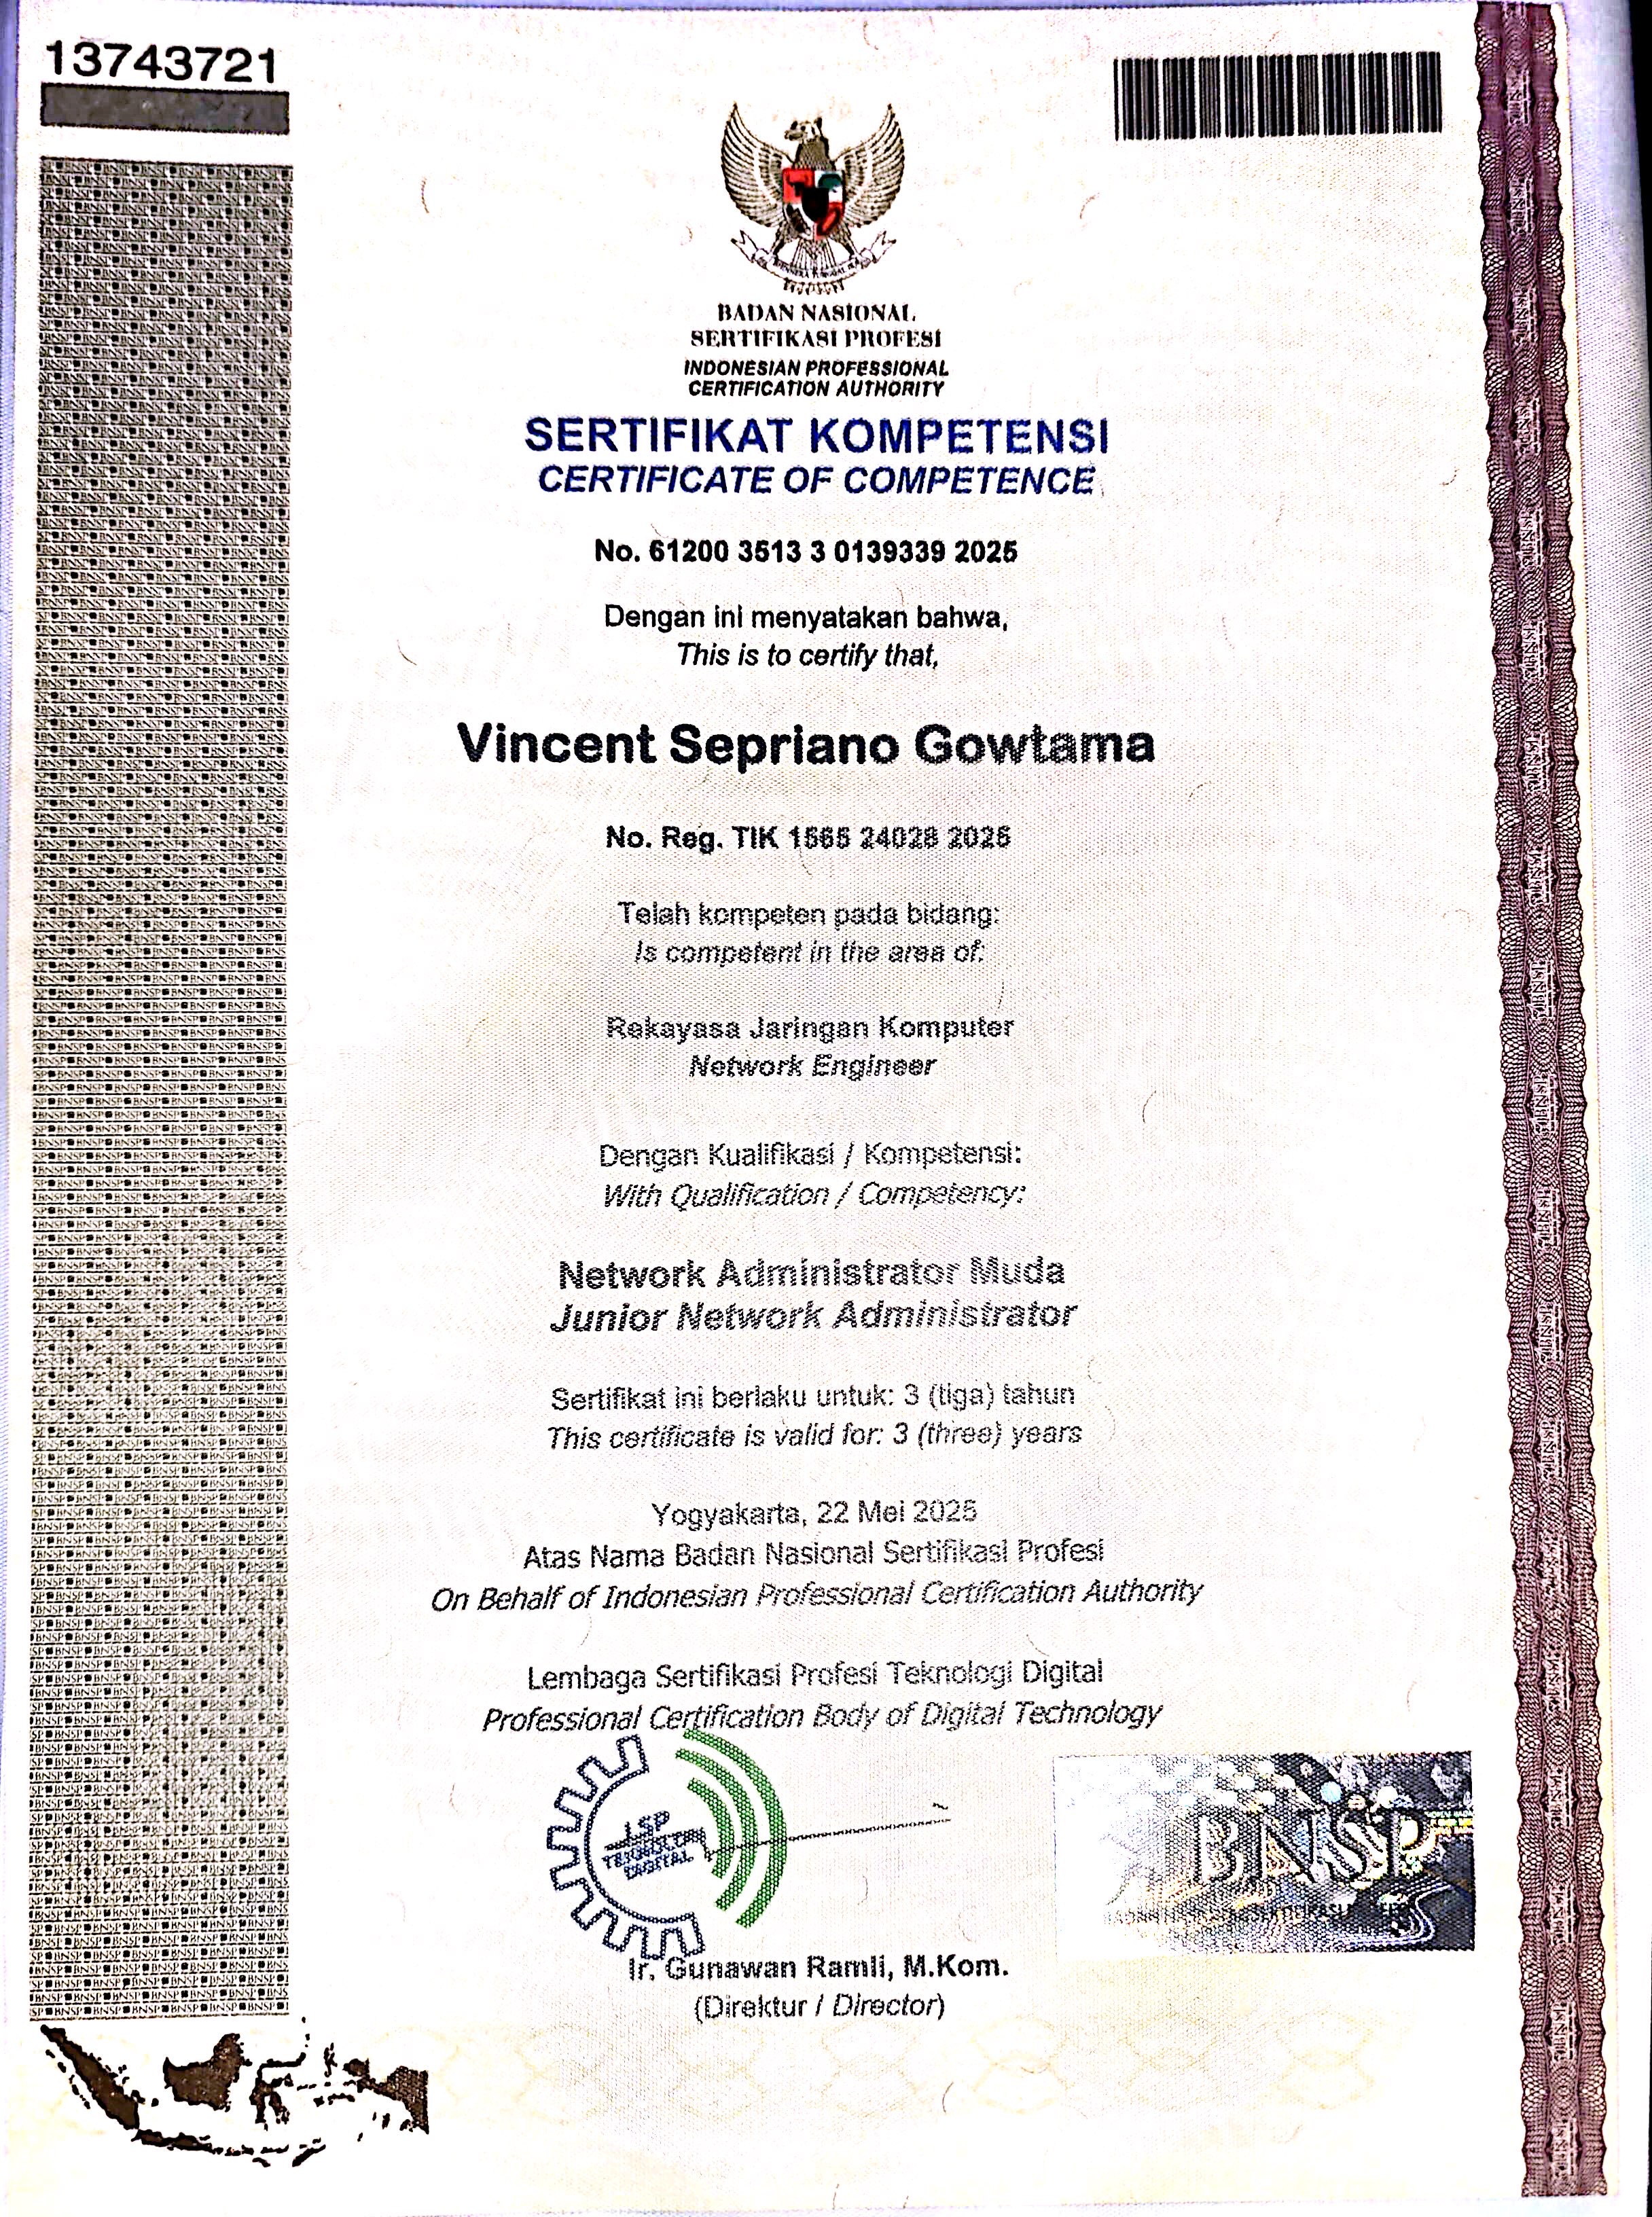 13743721
BADAN NASIONAL
SERTIFIKASI PROFESI
INDONESIAN PROFESSIONAL
CERTIFICATION AUTHORITY
SERTIFIKAT KOMPETENSI
CERTIFICATE OF COMPETENCE
No. 61200 3513 3 0139339 2025
Dengan ini menyatakan bahwa,
This is to certify that,
Vincent Sepriano Gowtama
No. Reg. TIK 1565 24028 2025
Telah kompeten pada bidang:
Is competent in the area of:
Rekayasa Jaringan Komputer
Network Engineer
Dengan Kualifikasi / Kompetensi:
With Qualification / Competency:
Network Administrator Muda
Junior Network Administrator
Sertifikat ini berlaku untuk: 3 (tiga) tahun
This certificate is valid for: 3 (three) years
Yogyakarta, 22 Mei 2025
Atas Nama Badan Nasional Sertifikasi Profesi
On Behalf of Indonesian Professional Certification Authority
Lembaga Sertifikasi Profesi Teknologi Digital
Professional Certification Body of Digital Technology
LSP
TEKNOLOGI
DIGITAL
BNSP
Ir. Gunawan Ramli, M.Kom.
(Direktur / Director)